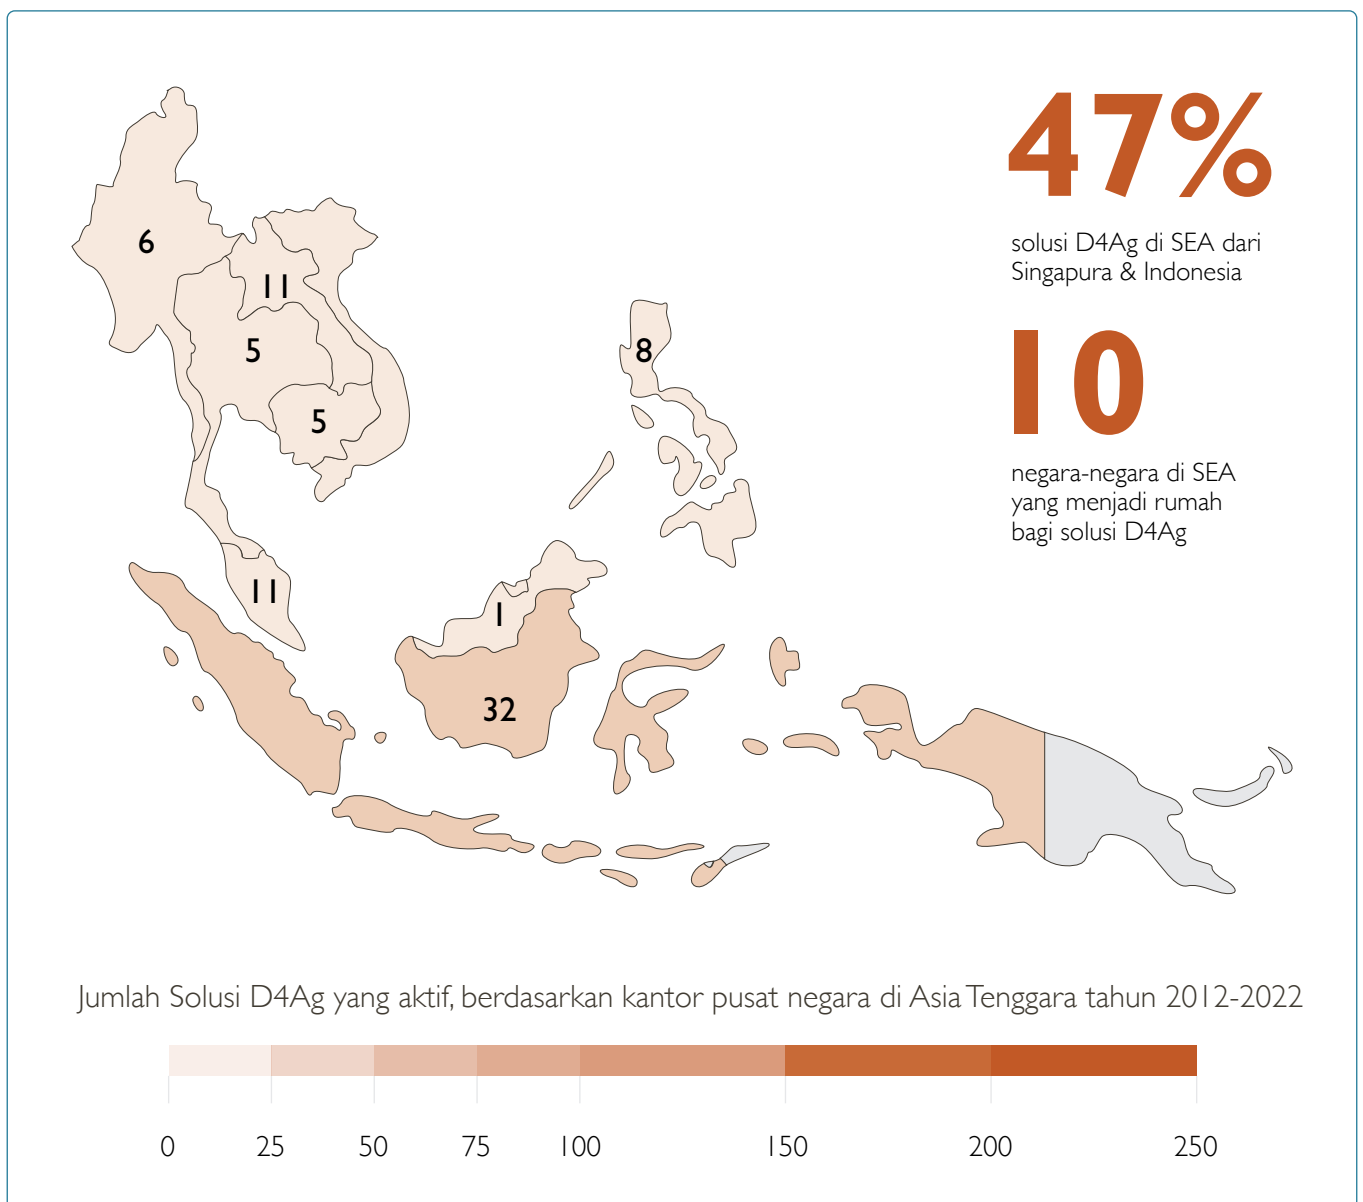 47%
solusi D4Ag di SEA dari
Singapura & Indonesia
10
negara-negara di SEA
yang menjadi rumah
bagi solusi D4Ag
6
11
5
5
8
11
1
32
Jumlah Solusi D4Ag yang aktif, berdasarkan kantor pusat negara di Asia Tenggara tahun 2012-2022
0 25 50 75 100 150 200 250